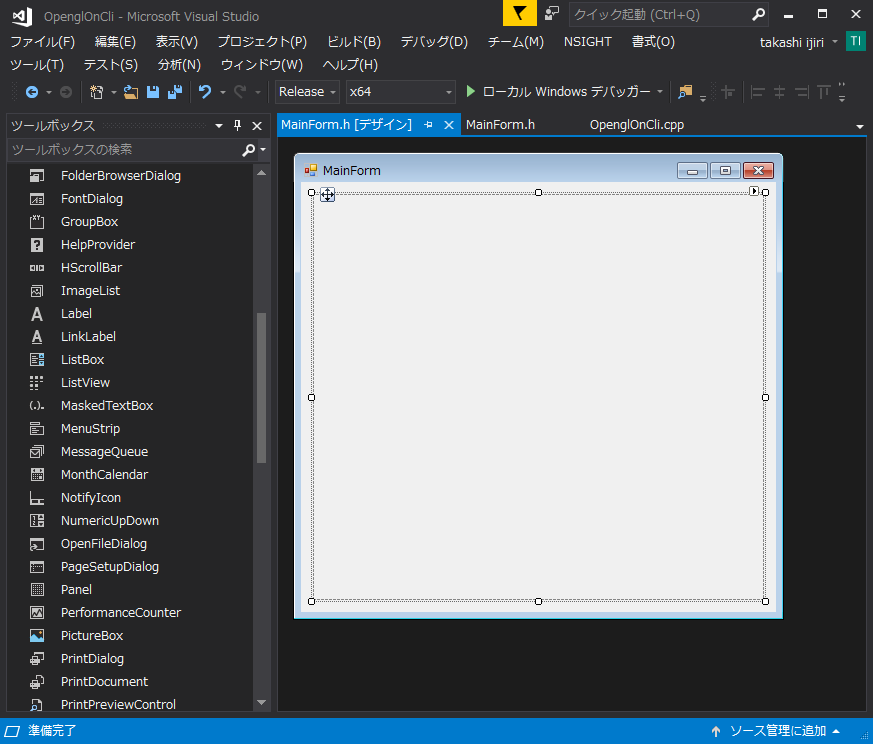 OpenglOnCli - Microsoft Visual Studio
クイック起動 (Ctrl+Q)
ファイル(F) 編集(E) 表示(V) プロジェクト(P) ビルド(B) デバッグ(D) チーム(M) NSIGHT 書式(O) takashi ijiri TI
ツール(T) テスト(S) 分析(N) ウィンドウ(W) ヘルプ(H)
Release x64 ローカル Windows デバッガー
ツールボックス
MainForm.h [デザイン] MainForm.h OpenglOnCli.cpp
ツールボックスの検索
FolderBrowserDialog
FontDialog
GroupBox
HelpProvider
HScrollBar
ImageList
Label
LinkLabel
ListBox
ListView
MaskedTextBox
MenuStrip
MessageQueue
MonthCalendar
NotifyIcon
NumericUpDown
OpenFileDialog
PageSetupDialog
Panel
PerformanceCounter
PictureBox
PrintDialog
PrintDocument
PrintPreviewControl
MainForm
準備完了
ソース管理に追加